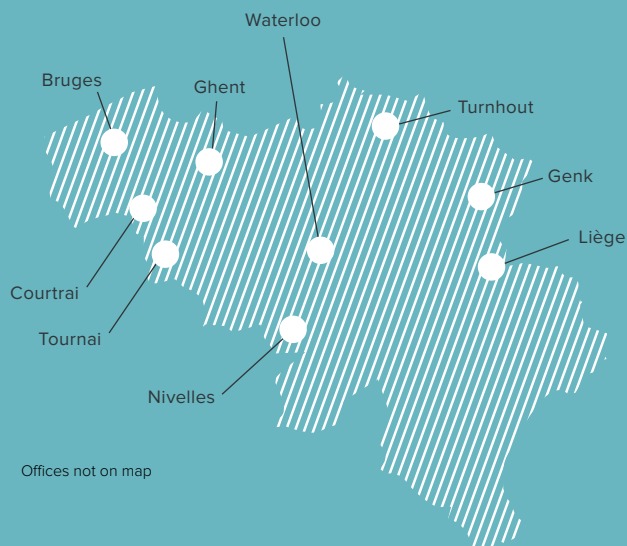 Waterloo
Bruges
Ghent
Turnhout
Genk
Liège
Courtrai
Tournai
Nivelles
Offices not on map